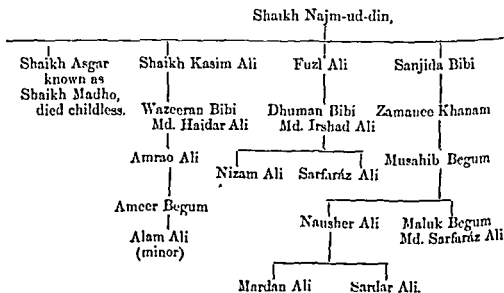 Shaikh Najm-ud-din,
Shaikh Asgar Shaikh Kasim Ali Fuzl Ali Sanjida Bibi
known as
Shaikh Madho,
died childless.
Wazeeran Bibi Dhuman Bibi Zamanee Khanam
Md. Haidar Ali Md. Irshad Ali
Amrao Ali Musahib Begum
Nizam Ali Sarfaráz Ali
Ameer Begum
Nausher Ali Maluk Begum
Md. Sarfaráz Ali
Alam Ali
(minor)
Mardan Ali Sardar Ali.